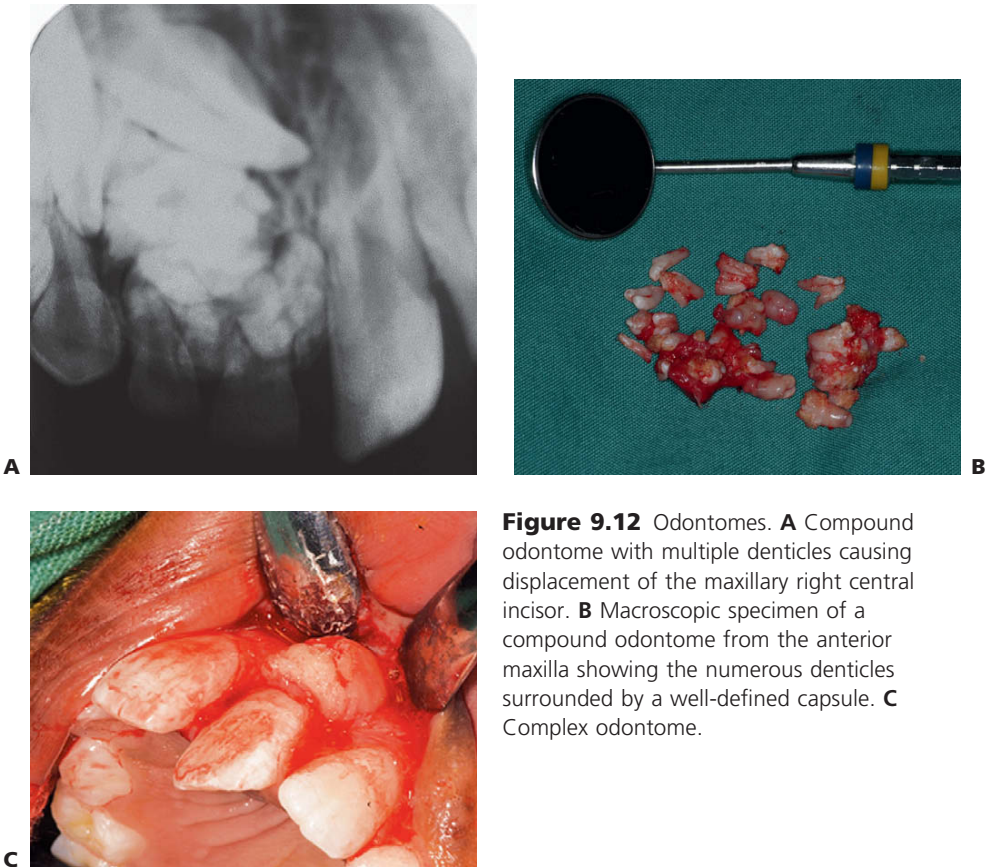 A
B
C
Figure 9.12 Odontomes. A Compound
odontome with multiple denticles causing
displacement of the maxillary right central
incisor. B Macroscopic specimen of a
compound odontome from the anterior
maxilla showing the numerous denticles
surrounded by a well-defined capsule. C
Complex odontome.